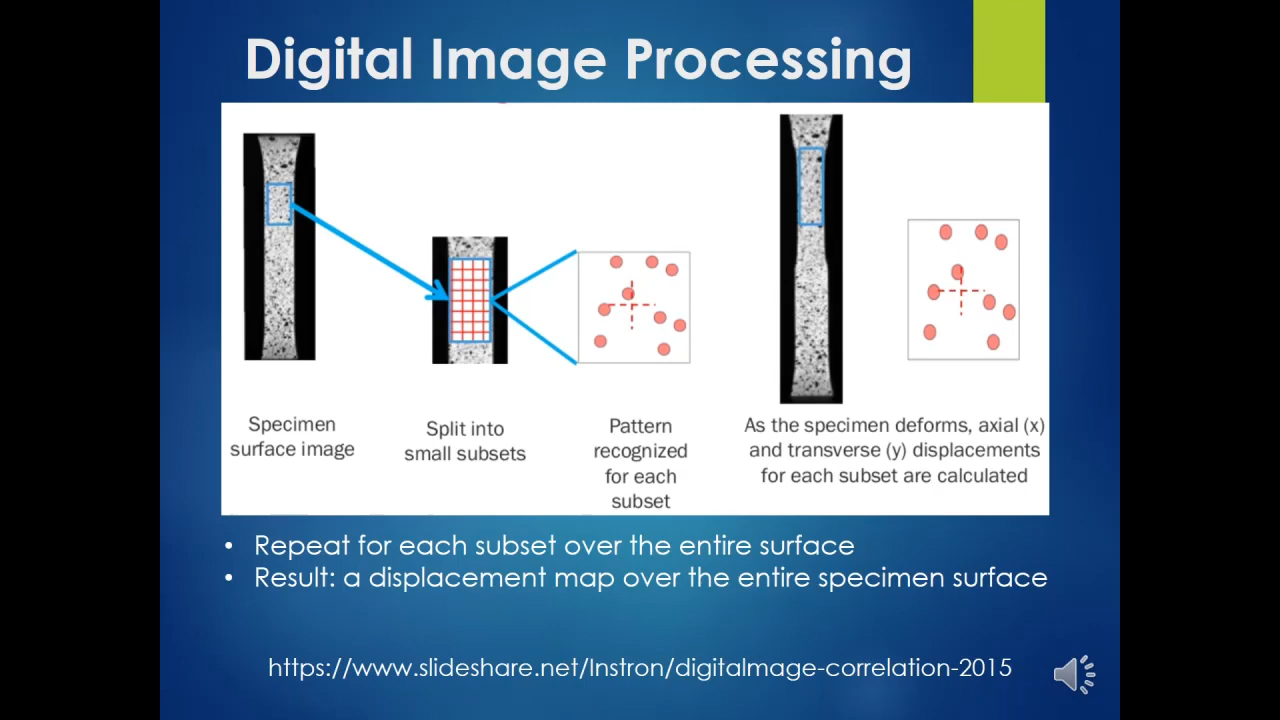 Digital Image Processing
Specimen
surface image
Split into
small subsets
Pattern
recognized
for each
subset
As the specimen deforms, axial (x)
and transverse (y) displacements
for each subset are calculated
• Repeat for each subset over the entire surface
• Result: a displacement map over the entire specimen surface
https://www.slideshare.net/Instron/digitalmage-correlation-2015